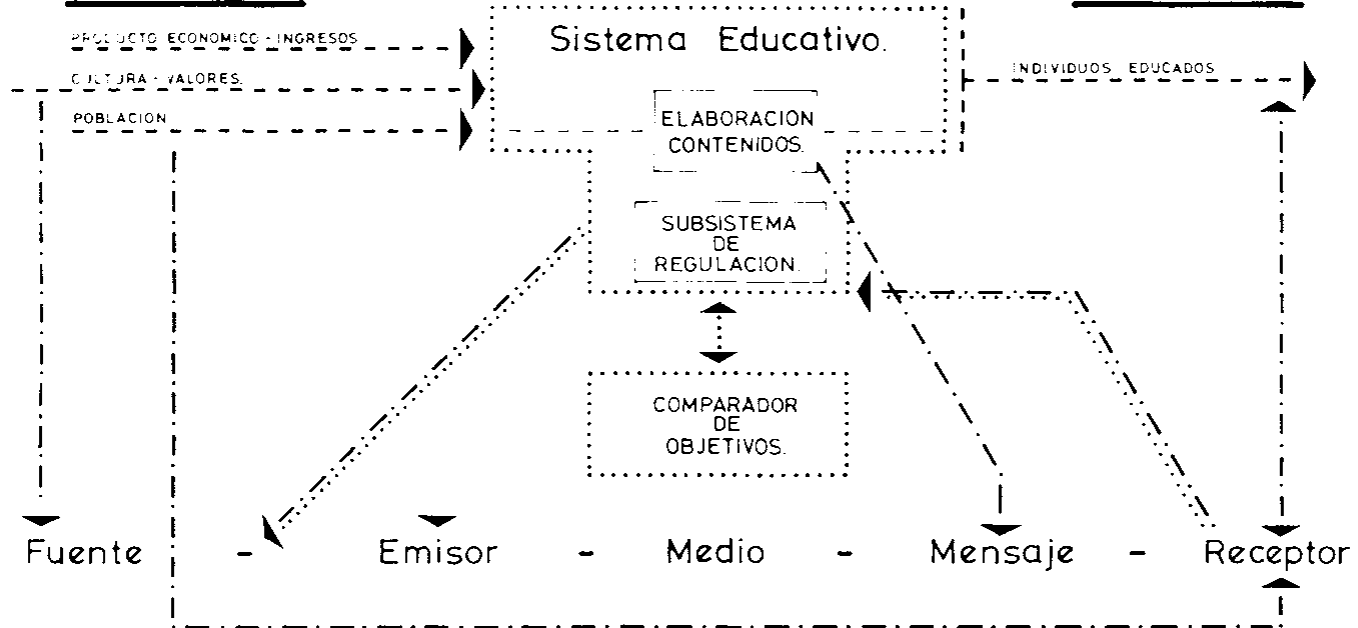 PRODUCTO ECONOMICO - INGRESOS
CULTURA - VALORES.
POBLACION
Sistema Educativo.
INDIVIDUOS EDUCADOS
ELABORACION
CONTENIDOS.
SUBSISTEMA
DE
REGULACION.
COMPARADOR
DE
OBJETIVOS.
Fuente - Emisor - Medio - Mensaje - Receptor